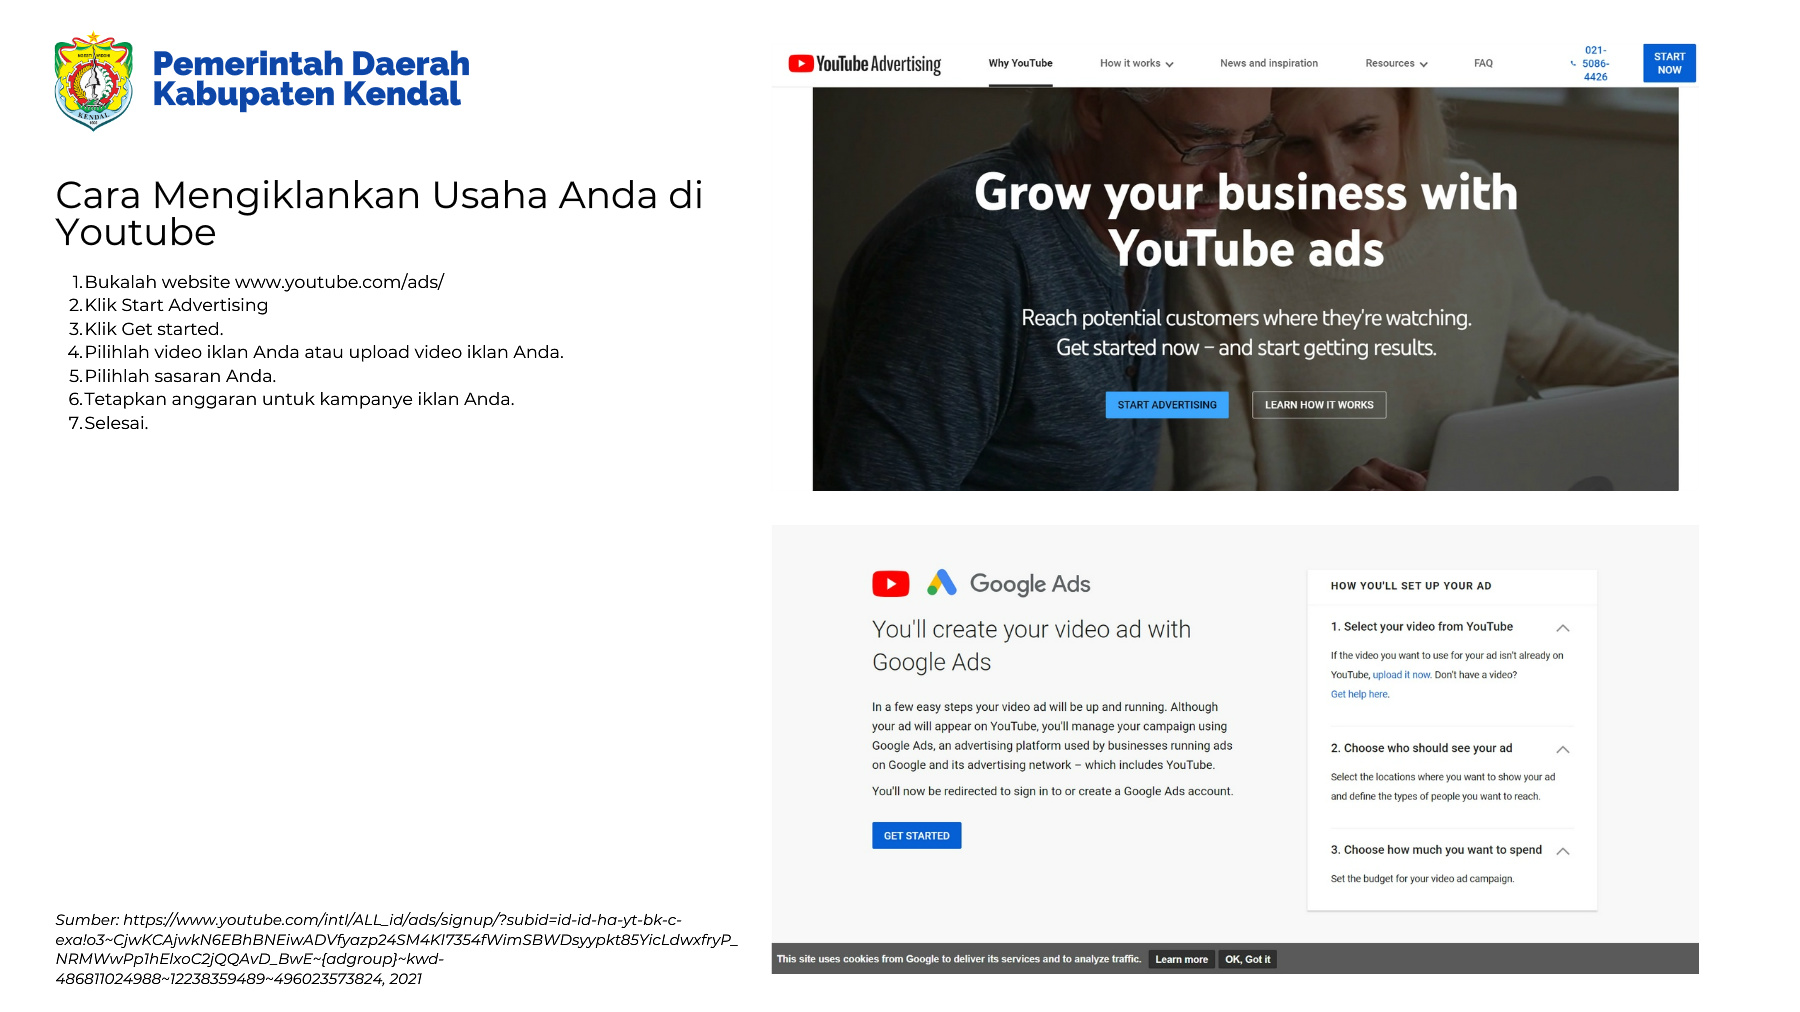 Pemerintah Daerah
Kabupaten Kendal
KENDAL
Cara Mengiklankan Usaha Anda di
Youtube
1. Bukalah website www.youtube.com/ads/
2. Klik Start Advertising
3. Klik Get started.
4. Pilihlah video iklan Anda atau upload video iklan Anda.
5. Pilihlah sasaran Anda.
6. Tetapkan anggaran untuk kampanye iklan Anda.
7. Selesai.
Sumber: https://www.youtube.com/intl/ALL_id/ads/signup/?subid=id-id-ha-yt-bk-c-
exa!o3~CjwKCAjwkN6EBhBNEiwADVfyazp24SM4KI7354fWimSBWDsyypkt85YicLdwxfryP_
NRMWwPp1hElxoC2jQQAvD_BwE~{adgroup}~kwd-
486811024988~12238359489~496023573824, 2021
YouTube Advertising
Why YouTube
How it works
News and inspiration
Resources
FAQ
021-
5086-
4426
START
NOW
Grow your business with
YouTube ads
Reach potential customers where they're watching.
Get started now – and start getting results.
START ADVERTISING
LEARN HOW IT WORKS
Google Ads
You'll create your video ad with
Google Ads
In a few easy steps your video ad will be up and running. Although
your ad will appear on YouTube, you'll manage your campaign using
Google Ads, an advertising platform used by businesses running ads
on Google and its advertising network – which includes YouTube.
You'll now be redirected to sign in to or create a Google Ads account.
GET STARTED
HOW YOU'LL SET UP YOUR AD
1. Select your video from YouTube
If the video you want to use for your ad isn't already on
YouTube, upload it now. Don't have a video?
Get help here.
2. Choose who should see your ad
Select the locations where you want to show your ad
and define the types of people you want to reach.
3. Choose how much you want to spend
Set the budget for your video ad campaign.
This site uses cookies from Google to deliver its services and to analyze traffic.
Learn more
OK, Got it